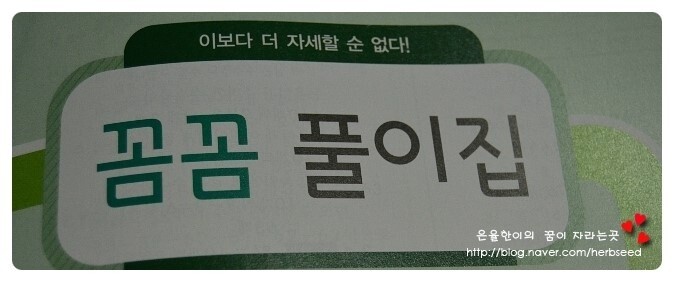 이보다 더 자세할 순 없다!
꼼꼼 풀이집
은율한이의 꿈이 자라는곳
http://blog.naver.com/herbseed